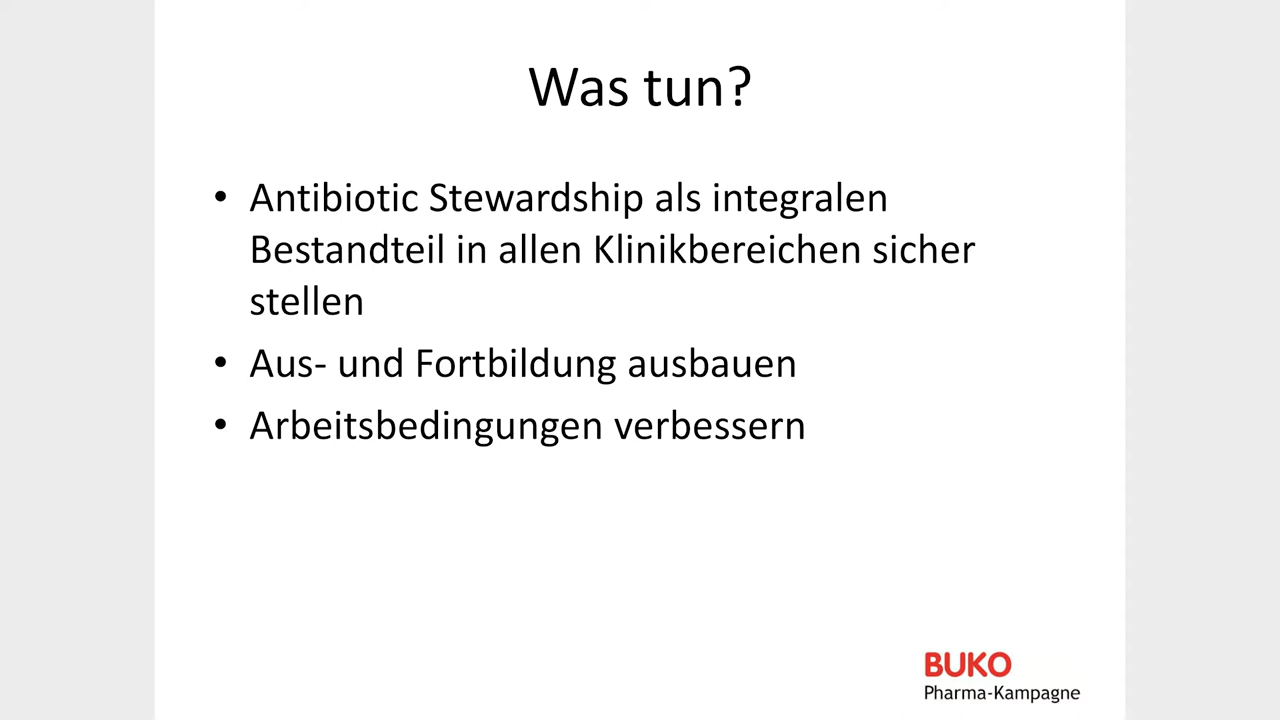 Was tun?
• Antibiotic Stewardship als integralen
Bestandteil in allen Klinikbereichen sicher
stellen
• Aus- und Fortbildung ausbauen
• Arbeitsbedingungen verbessern
BUKO
Pharma-Kampagne